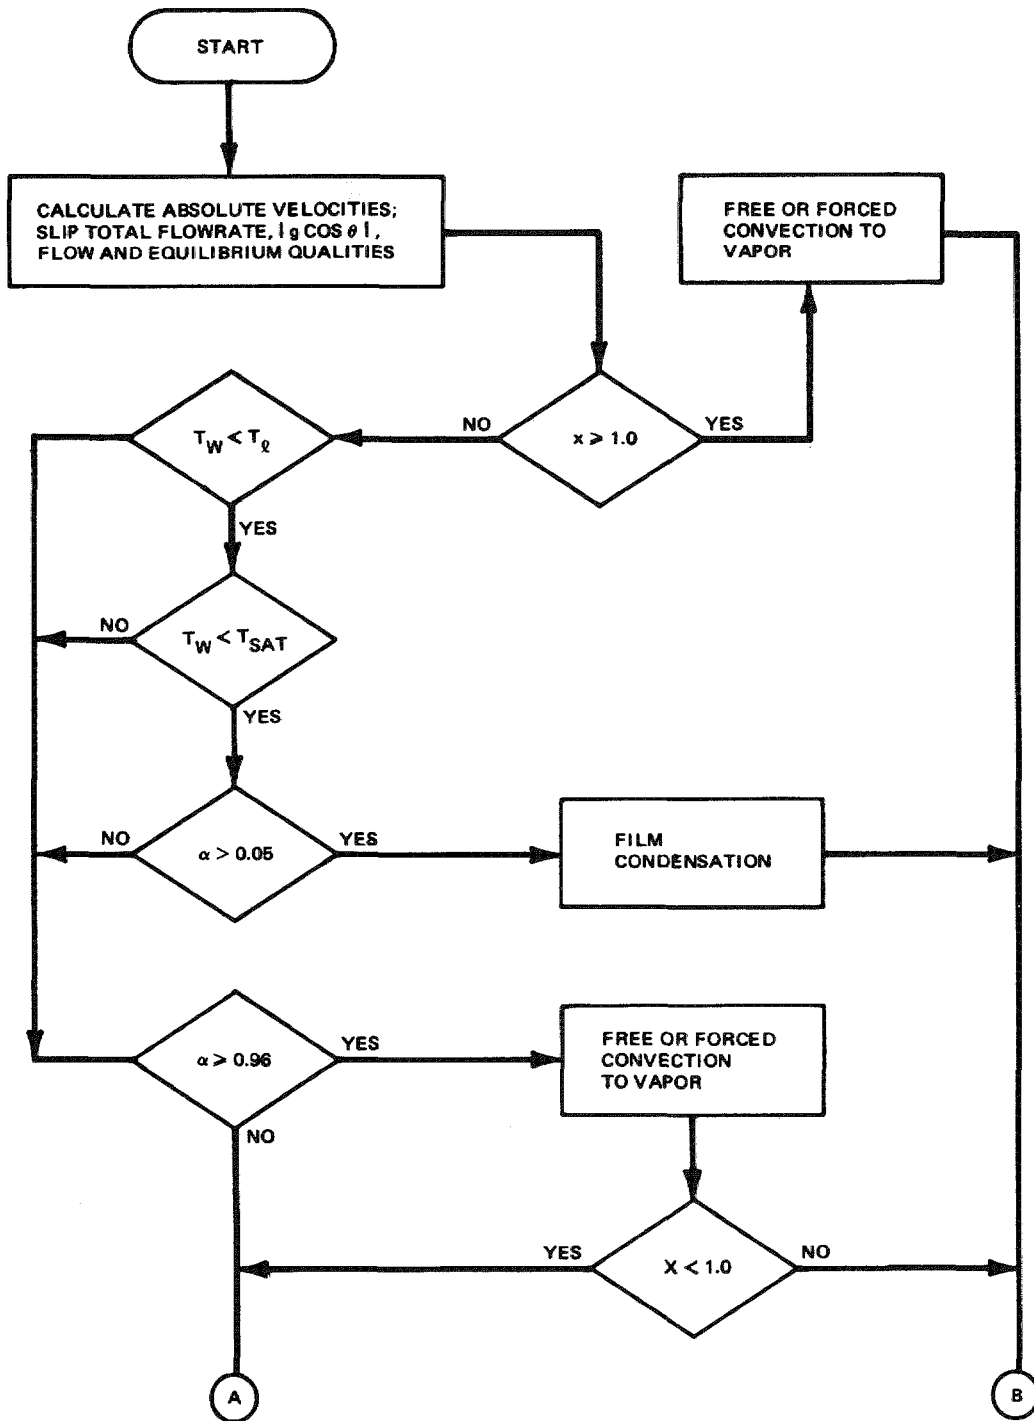 START
CALCULATE ABSOLUTE VELOCITIES;
SLIP TOTAL FLOWRATE, |g COS θ|,
FLOW AND EQUILIBRIUM QUALITIES
FREE OR FORCED
CONVECTION TO
VAPOR
T_W < T_ℓ
NO
x ⩾ 1.0
YES
YES
NO
T_W < T_SAT
YES
NO
α > 0.05
YES
FILM
CONDENSATION
α > 0.96
YES
FREE OR FORCED
CONVECTION
TO VAPOR
NO
YES
X < 1.0
NO
A
B